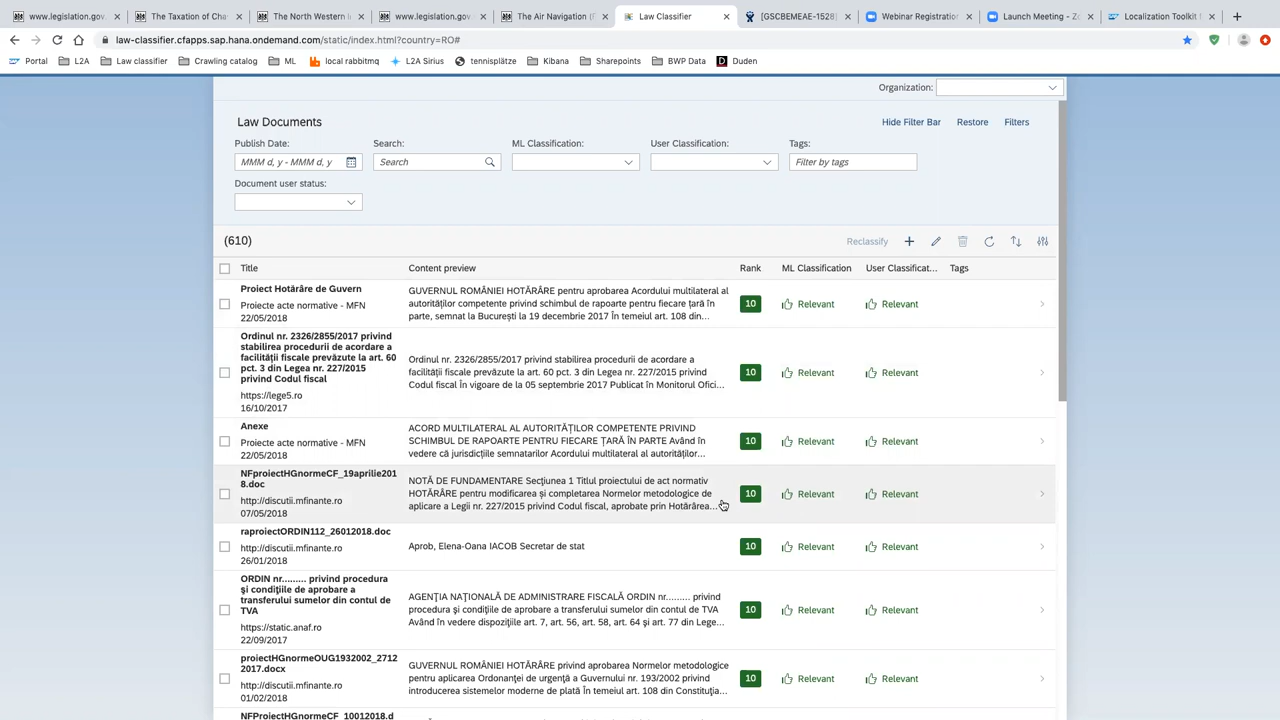 www.legislation.gov.
The Taxation of Cha
The North Western I
www.legislation.gov.
The Air Navigation (R
Law Classifier
[GSCBEMEAE-1528]
Webinar Registration
Launch Meeting - Zo
Localization Toolkit
law-classifier.cfapps.sap.hana.ondemand.com/static/index.html?country=RO#
Portal
L2A
Law classifier
Crawling catalog
ML
local rabbitmq
L2A Sirius
tennisplätze
Kibana
Sharepoints
BWP Data
Duden
Organization:
Law Documents
Hide Filter Bar
Restore
Filters
Publish Date:
Search:
ML Classification:
User Classification:
Tags:
MMM d, y - MMM d, y
Search
Filter by tags
Document user status:
(610)
Reclassify
Title
Content preview
Rank
ML Classification
User Classificat...
Tags
Proiect Hotărâre de Guvern
Proiecte acte normative - MFN
22/05/2018
GUVERNUL ROMÂNIEI HOTĂRÂRE pentru aprobarea Acordului multilateral al
autorităților competente privind schimbul de rapoarte pentru fiecare țară în
parte, semnat la București la 19 decembrie 2017 În temeiul art. 108 din...
10
Relevant
Relevant
Ordinul nr. 2326/2855/2017 privind
stabilirea procedurii de acordare a
facilității fiscale prevăzute la art. 60
pct. 3 din Legea nr. 227/2015
privind Codul fiscal
https://lege5.ro
16/10/2017
Ordinul nr. 2326/2855/2017 privind stabilirea procedurii de acordare a
facilității fiscale prevăzute la art. 60 pct. 3 din Legea nr. 227/2015 privind
Codul fiscal În vigoare de la 05 septembrie 2017 Publicat în Monitorul Ofici...
10
Relevant
Relevant
Anexe
Proiecte acte normative - MFN
22/05/2018
ACORD MULTILATERAL AL AUTORITĂȚILOR COMPETENTE PRIVIND
SCHIMBUL DE RAPOARTE PENTRU FIECARE ȚARĂ ÎN PARTE Având în
vedere că jurisdicțiile semnatarilor Acordului multilateral al autorităților...
10
Relevant
Relevant
NFproiectHGnormeCF_19aprilie201
8.doc
http://discutii.mfinante.ro
07/05/2018
NOTĂ DE FUNDAMENTARE Secțiunea 1 Titlul proiectului de act normativ
HOTĂRÂRE pentru modificarea și completarea Normelor metodologice de
aplicare a Legii nr. 227/2015 privind Codul fiscal, aprobate prin Hotărârea...
10
Relevant
Relevant
raproiectORDIN112_26012018.doc
http://discutii.mfinante.ro
26/01/2018
Aprob, Elena-Oana IACOB Secretar de stat
10
Relevant
Relevant
ORDIN nr......... privind procedura
şi condiţiile de aprobare a
transferului sumelor din contul de
TVA
https://static.anaf.ro
22/09/2017
AGENŢIA NAŢIONALĂ DE ADMINISTRARE FISCALĂ ORDIN nr......... privind
procedura şi condiţiile de aprobare a transferului sumelor din contul de TVA
Având în vedere dispoziţiile art. 7, art. 56, art. 58, art. 64 şi art. 77 din Lege...
10
Relevant
Relevant
proiectHGnormeOUG1932002_2712
2017.docx
http://discutii.mfinante.ro
01/02/2018
GUVERNUL ROMÂNIEI HOTĂRÂRE privind aprobarea Normelor metodologice
pentru aplicarea Ordonanței de urgență a Guvernului nr. 193/2002 privind
introducerea sistemelor moderne de plată În temeiul art. 108 din Constituția...
10
Relevant
Relevant
NFProiectHGnormeCF_10012018.d